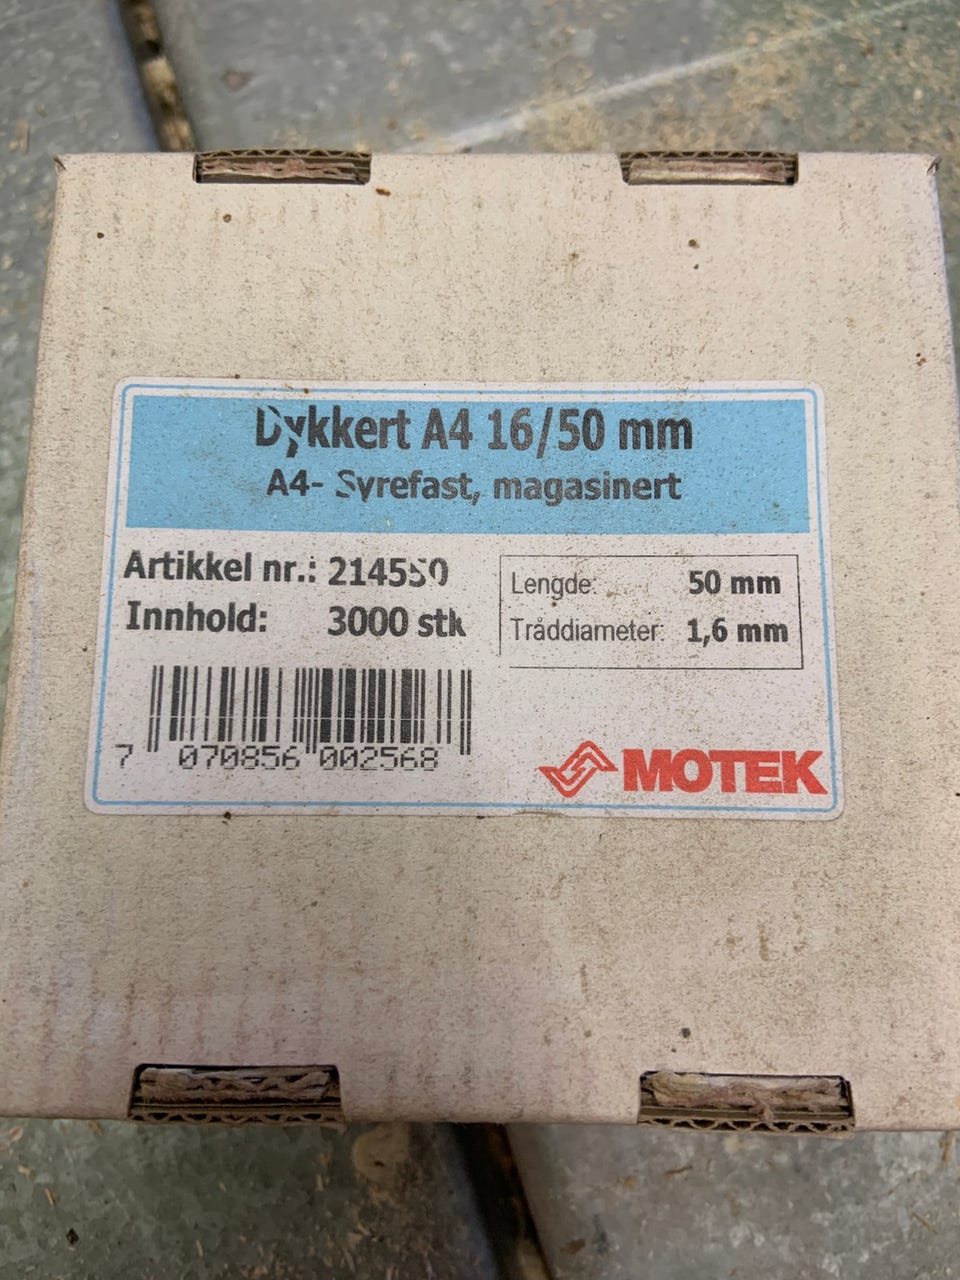 Dykkert A4 16/50 mm
A4- Syrefast, magasinert
Artikkel nr.: 214550
Innhold: 3000 stk
Lengde: 50 mm
Tråddiameter: 1,6 mm
7 070856 002568
MOTEK